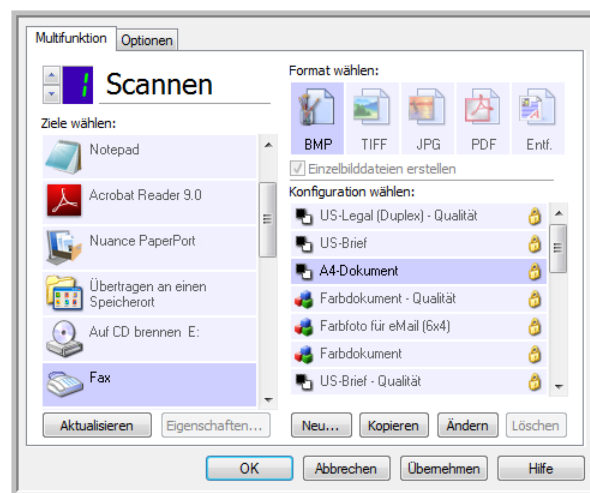 Multifunktion
Optionen
1 Scannen
Ziele wählen:
Notepad
Acrobat Reader 9.0
Nuance PaperPort
Übertragen an einen
Speicherort
Auf CD brennen E:
Fax
Aktualisieren
Eigenschaften...
Format wählen:
BMP
TIFF
JPG
PDF
Entf.
Einzelbilddateien erstellen
Konfiguration wählen:
US-Legal (Duplex) - Qualität
US-Brief
A4-Dokument
Farbdokument - Qualität
Farbfoto für eMail (6x4)
Farbdokument
US-Brief - Qualität
Neu...
Kopieren
Ändern
Löschen
OK
Abbrechen
Übernehmen
Hilfe